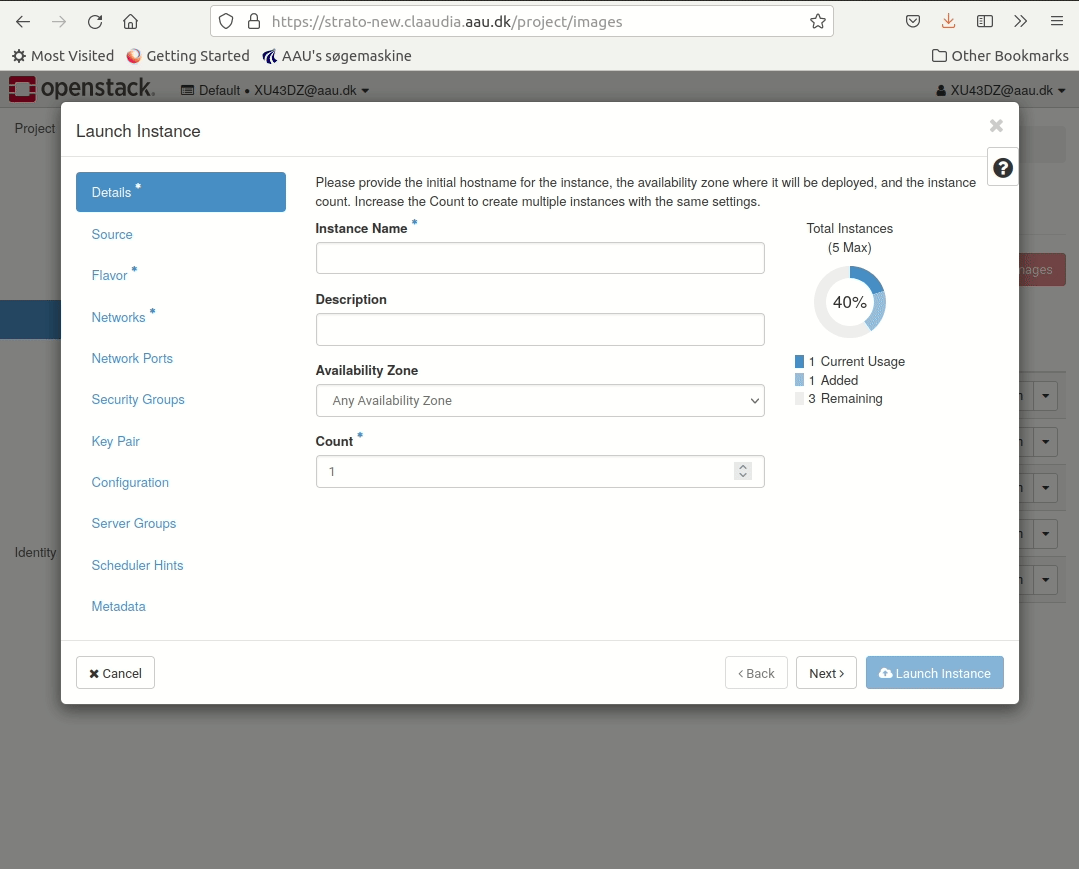 https://strato-new.claaudia.aau.dk/project/images
Most Visited Getting Started AAU's søgemaskine Other Bookmarks
openstack. Default • XU43DZ@aau.dk XU43DZ@aau.dk
Project
Launch Instance
Details *
Source
Flavor *
Networks *
Network Ports
Security Groups
Key Pair
Configuration
Server Groups
Scheduler Hints
Metadata
Identity
Please provide the initial hostname for the instance, the availability zone where it will be deployed, and the instance
count. Increase the Count to create multiple instances with the same settings.
Instance Name *
Description
Availability Zone
Any Availability Zone
Count *
1
Total Instances
(5 Max)
40%
1 Current Usage
1 Added
3 Remaining
Cancel < Back Next > Launch Instance